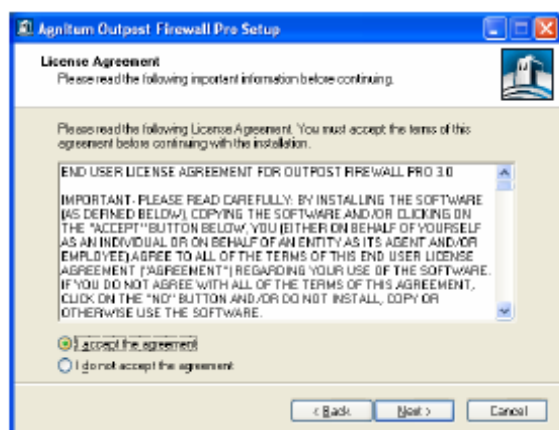 Agnitum Outpost Firewall Pro Setup
License Agreement
Please read the following important information before continuing.
Please read the following License Agreement. You must accept the terms of this
agreement before continuing with the installation.
END USER LICENSE AGREEMENT FOR OUTPOST FIREWALL PRO 3.0
IMPORTANT- PLEASE READ CAREFULLY: BY INSTALLING THE SOFTWARE
(AS DEFINED BELOW), COPYING THE SOFTWARE AND/OR CLICKING ON
THE "ACCEPT" BUTTON BELOW, YOU (EITHER ON BEHALF OF YOURSELF
AS AN INDIVIDUAL OR ON BEHALF OF AN ENTITY AS ITS AGENT AND/OR
EMPLOYEE) AGREE TO ALL OF THE TERMS OF THIS END USER LICENSE
AGREEMENT ("AGREEMENT") REGARDING YOUR USE OF THE SOFTWARE.
IF YOU DO NOT AGREE WITH ALL OF THE TERMS OF THIS AGREEMENT,
CLICK ON THE "NO" BUTTON AND/OR DO NOT INSTALL, COPY OR
OTHERWISE USE THE SOFTWARE.
I accept the agreement
I do not accept the agreement
< Back
Next >
Cancel